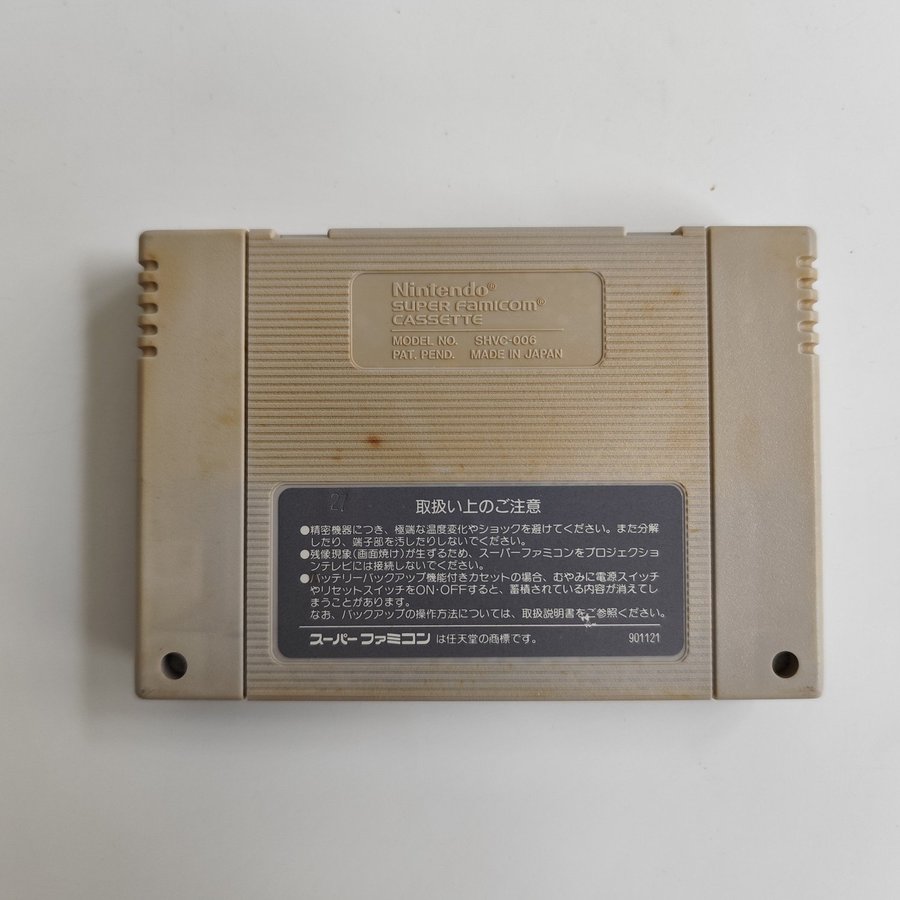 Nintendo®
SUPER FAMICOM®
CASSETTE
MODEL NO. SHVC-006
PAT. PEND. MADE IN JAPAN
27
取扱い上のご注意
●精密機器につき、極端な温度変化やショックを避けてください。また分解
したり、端子部を汚したりしないでください。
●残像現象(画面焼け)が生ずるため、スーパーファミコンをプロジェクショ
ンテレビには接続しないでください。
●バッテリーバックアップ機能付きカセットの場合、むやみに電源スイッチ
やリセットスイッチをON・OFFすると、蓄積されている内容が消えてし
まうことがあります。
なお、バックアップの操作方法については、取扱説明書をご参照ください。
スーパーファミコン は任天堂の商標です。 901121